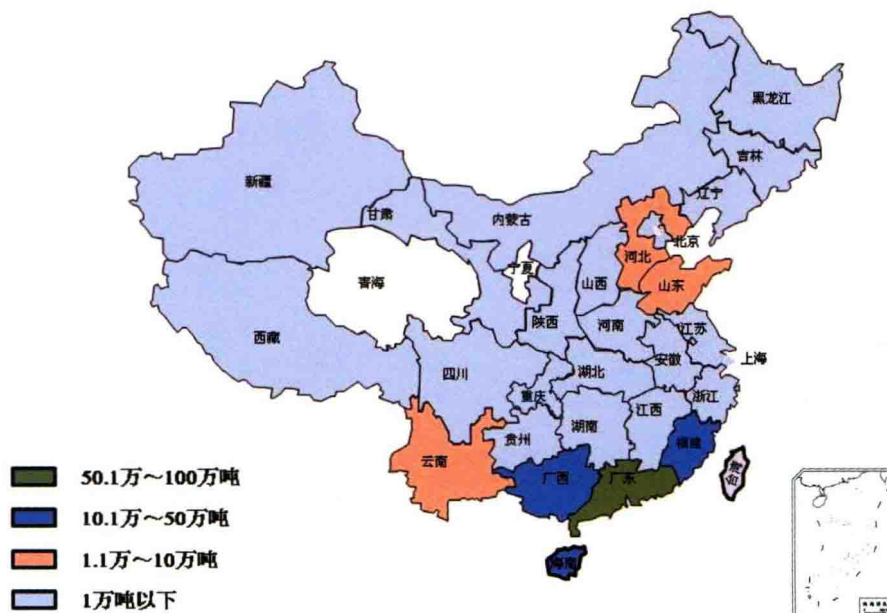 黑龙江
吉林
辽宁
新疆
甘肃
内蒙古
北京
河北
宁夏
山西
山东
青海
陕西
河南
江苏
西藏
上海
安徽
四川
湖北
重庆
浙江
江西
湖南
贵州
福建
云南
广西
广东
台湾
海南
50.1万～100万吨
10.1万～50万吨
1.1万～10万吨
1万吨以下